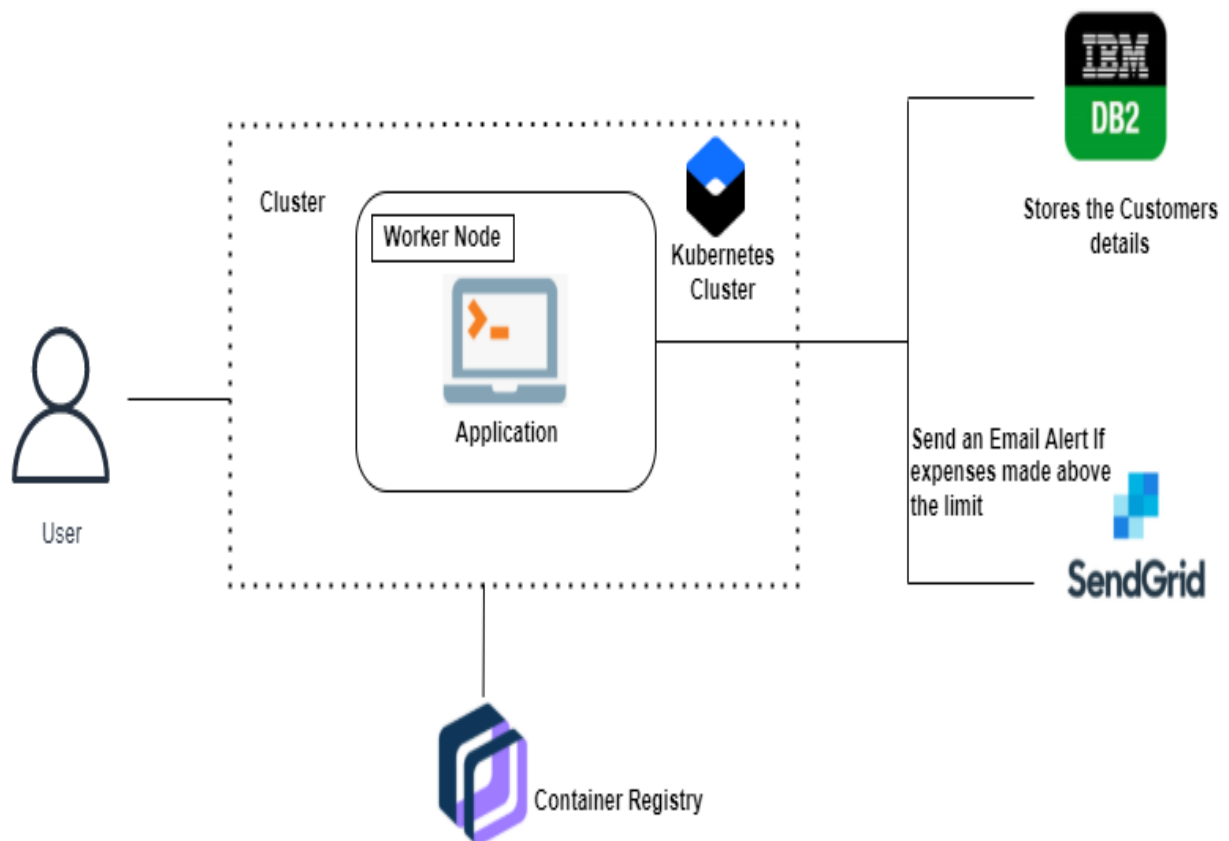 IBM
DB2
Stores the Customers
details
Cluster
Worker Node
Kubernetes
Cluster
Application
User
Send an Email Alert If
expenses made above
the limit
SendGrid
Container Registry